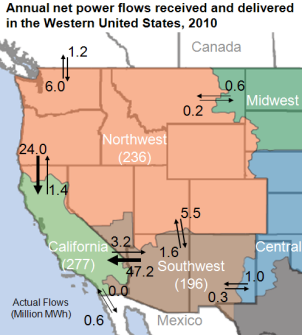 Annual net power flows received and delivered
in the Western United States, 2010
Canada
1.2
6.0
0.6
Midwest
0.2
Northwest
(236)
24.0
1.4
5.5
California
(277)
3.2
1.6
47.2
Southwest
(196)
Central
1.0
0.3
0.0
0.6
Actual Flows
(Million MWh)
Mexico